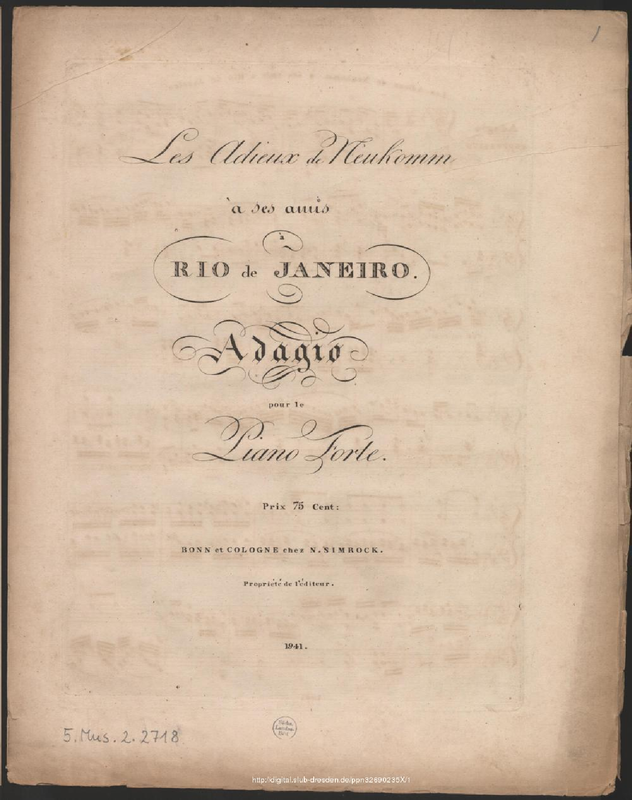 1
Les Adieux de Neukomm
à ses amis
à
RIO de JANEIRO.
Adagio
pour le
Piano Forte.
Prix 75 Cent:
BONN et COLOGNE chez N. SIMROCK.
Propriété de l'éditeur.
1941.
5. Mus. 2. 2718
http://digital.slub-dresden.de/ppn32690235X/1